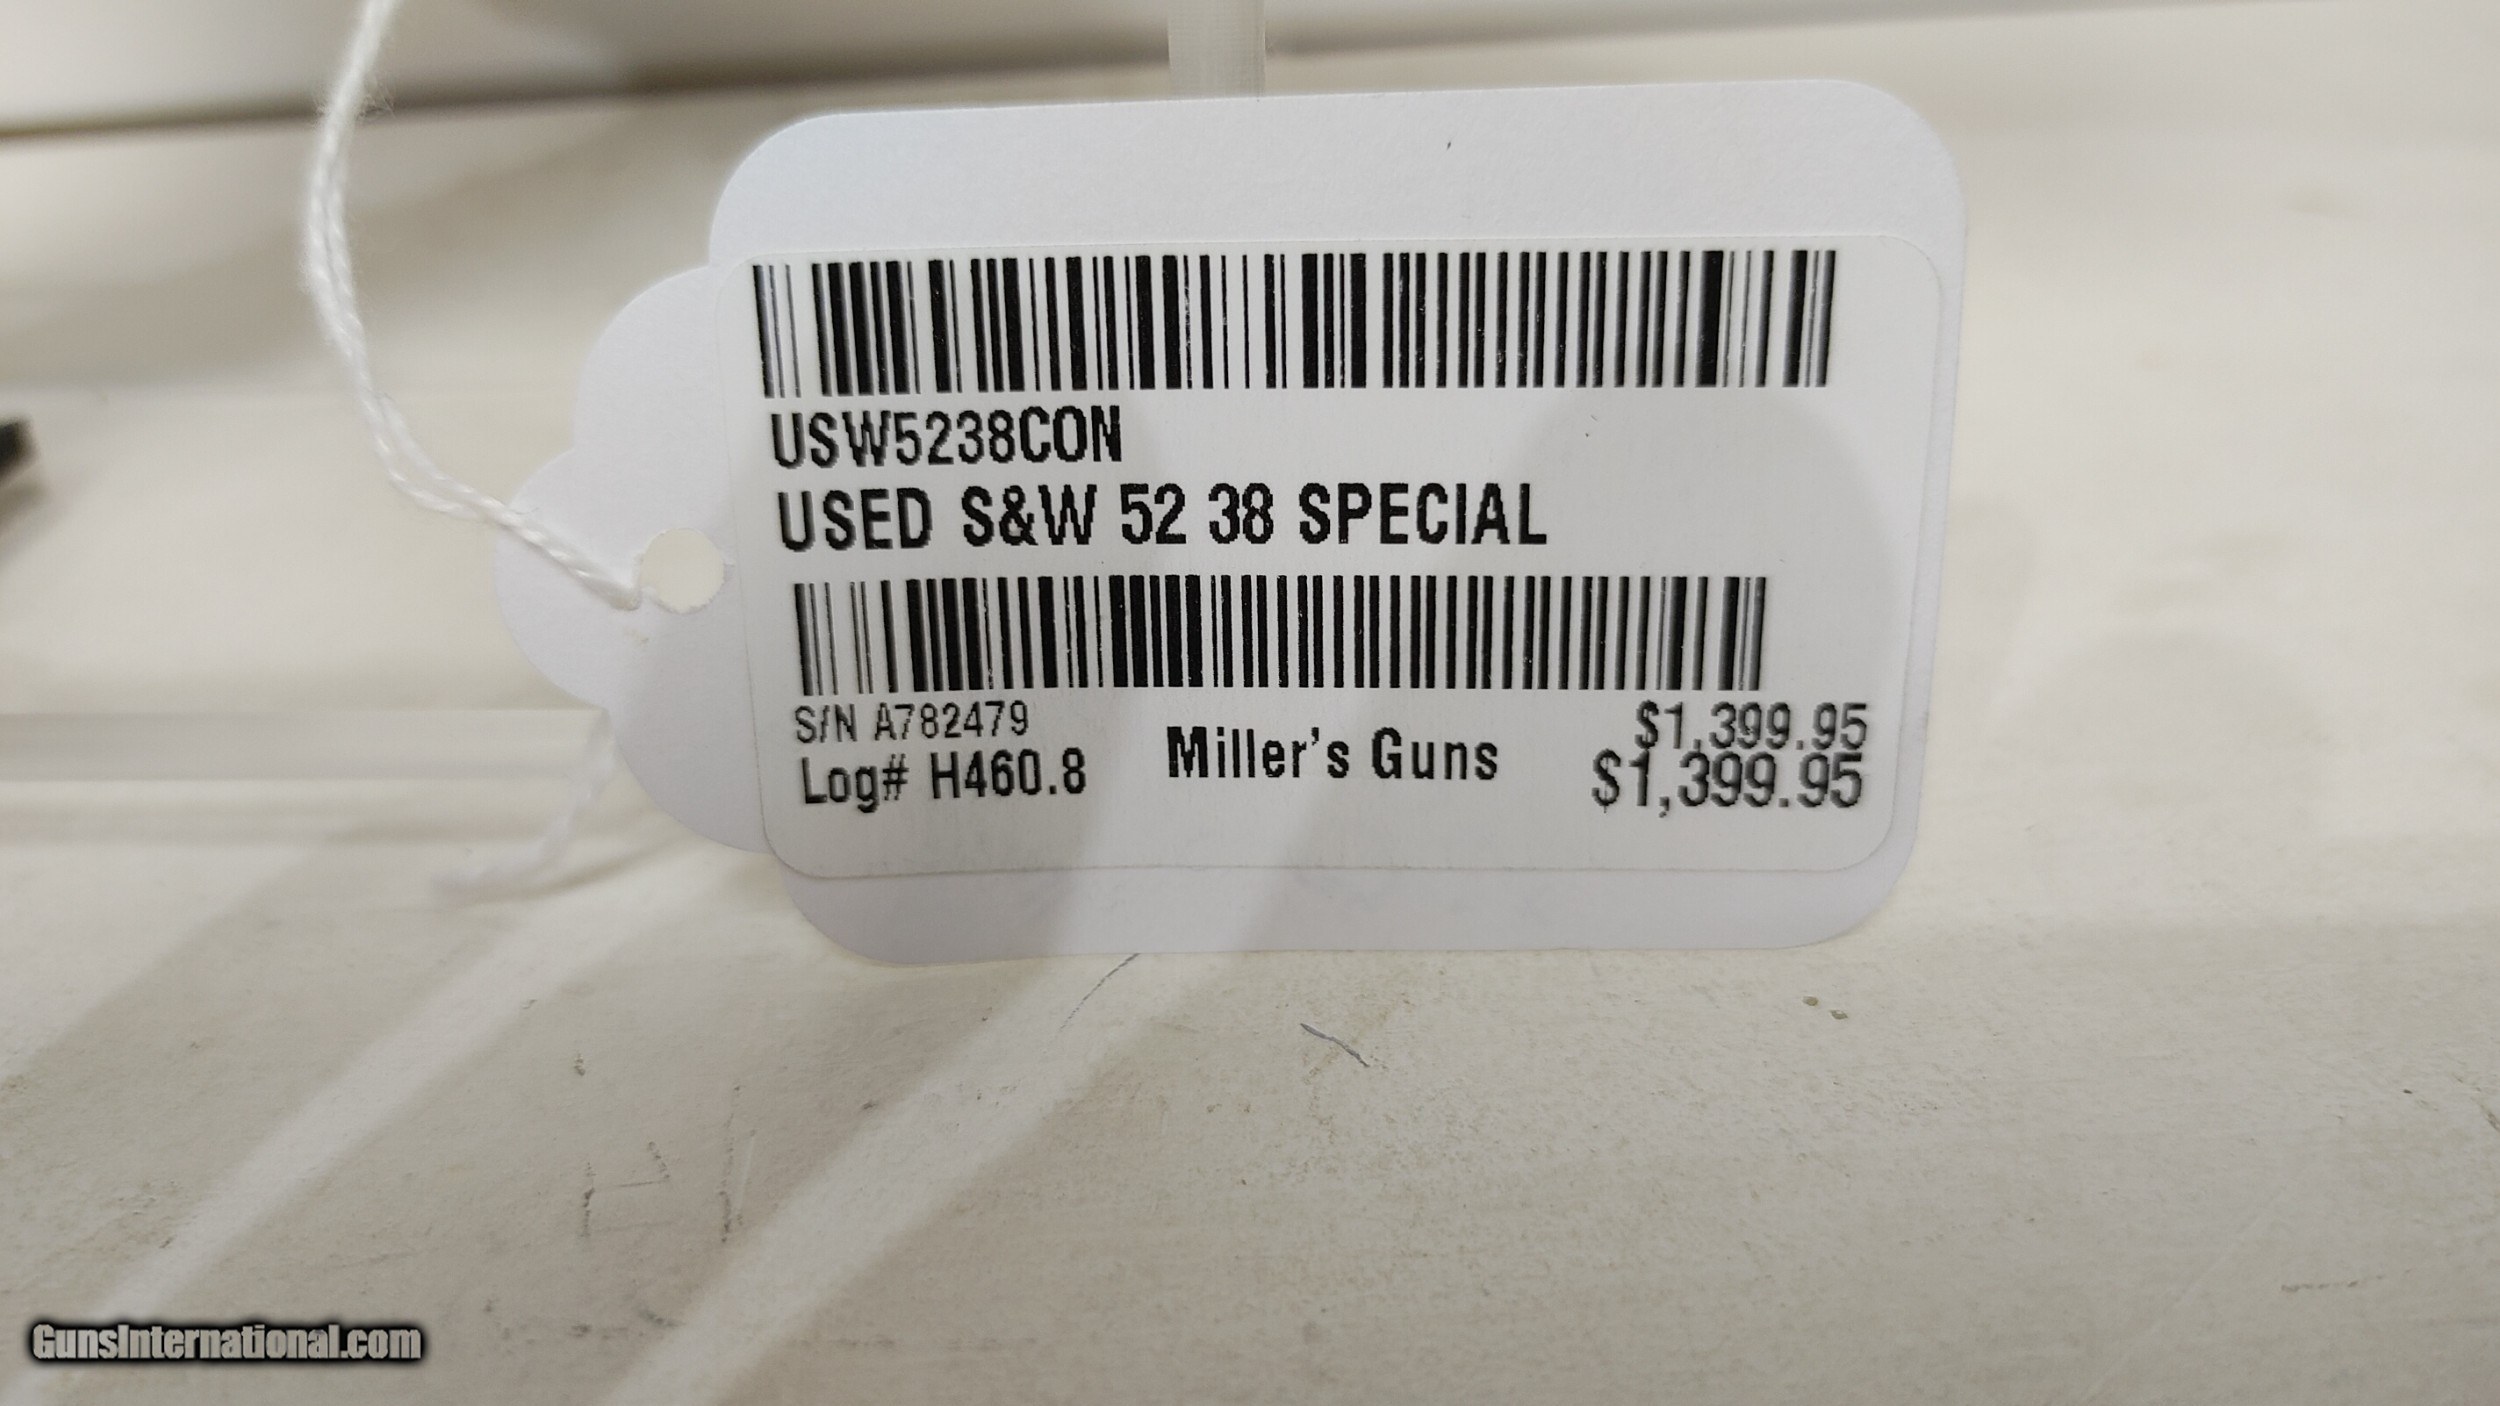 USW5238CON
USED S&W 52 38 SPECIAL
S/N A782479
Log# H460.8
Miller's Guns
$1,399.95
$1,399.95
GunsInternational.com